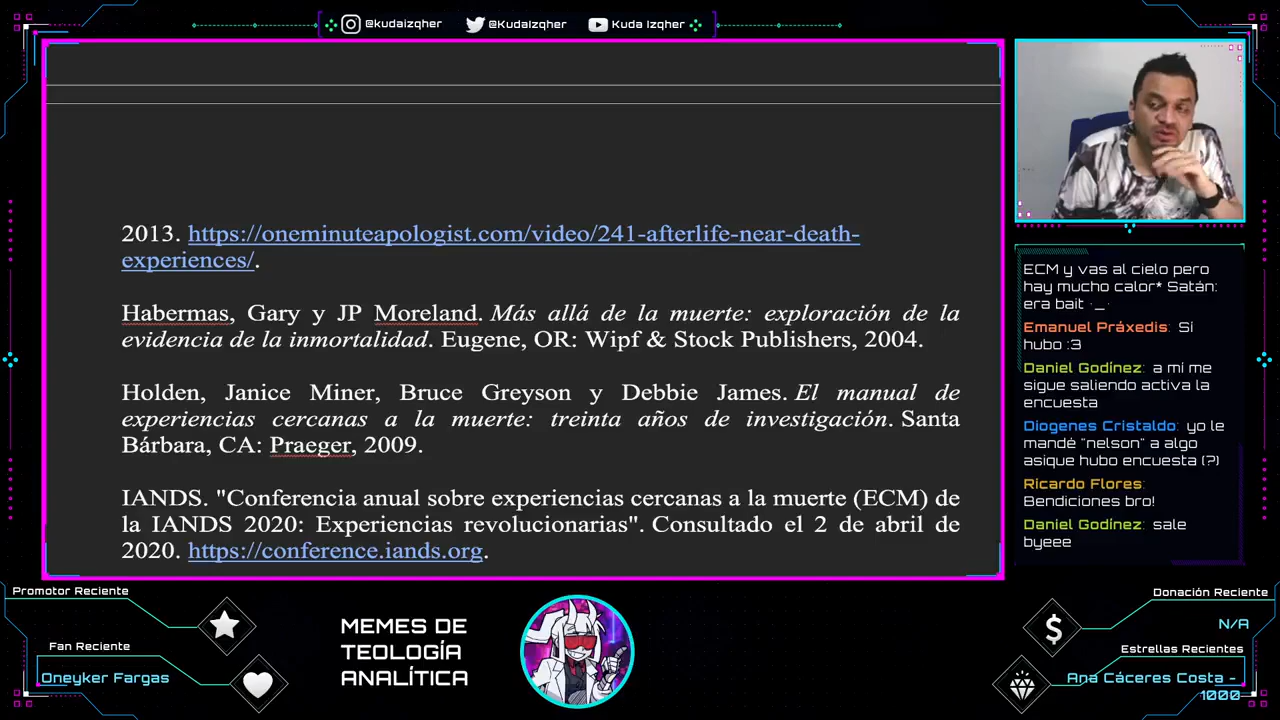 @kudaizqher
@Kudaizqher
Kuda Izqher
2013. https://oneminuteapologist.com/video/241-afterlife-near-death-
experiences/.
Habermas, Gary y JP Moreland. Más allá de la muerte: exploración de la
evidencia de la inmortalidad. Eugene, OR: Wipf & Stock Publishers, 2004.
Holden, Janice Miner, Bruce Greyson y Debbie James. El manual de
experiencias cercanas a la muerte: treinta años de investigación. Santa
Bárbara, CA: Praeger, 2009.
IANDS. "Conferencia anual sobre experiencias cercanas a la muerte (ECM) de
la IANDS 2020: Experiencias revolucionarias". Consultado el 2 de abril de
2020. https://conference.iands.org.
ECM y vas al cielo pero
hay mucho calor* Satán:
era bait ·_·
Emanuel Práxedis: Sí
hubo :3
Daniel Godínez: a mí me
sigue saliendo activa la
encuesta
Diogenes Cristaldo: yo le
mandé "nelson" a algo
asique hubo encuesta (?)
Ricardo Flores:
Bendiciones bro!
Daniel Godínez: sale
byeee
Promotor Reciente
Fan Reciente
Oneyker Fargas
MEMES DE
TEOLOGÍA
ANALÍTICA
Donación Reciente
N/A
Estrellas Recientes
Ana Cáceres Costa -
1000